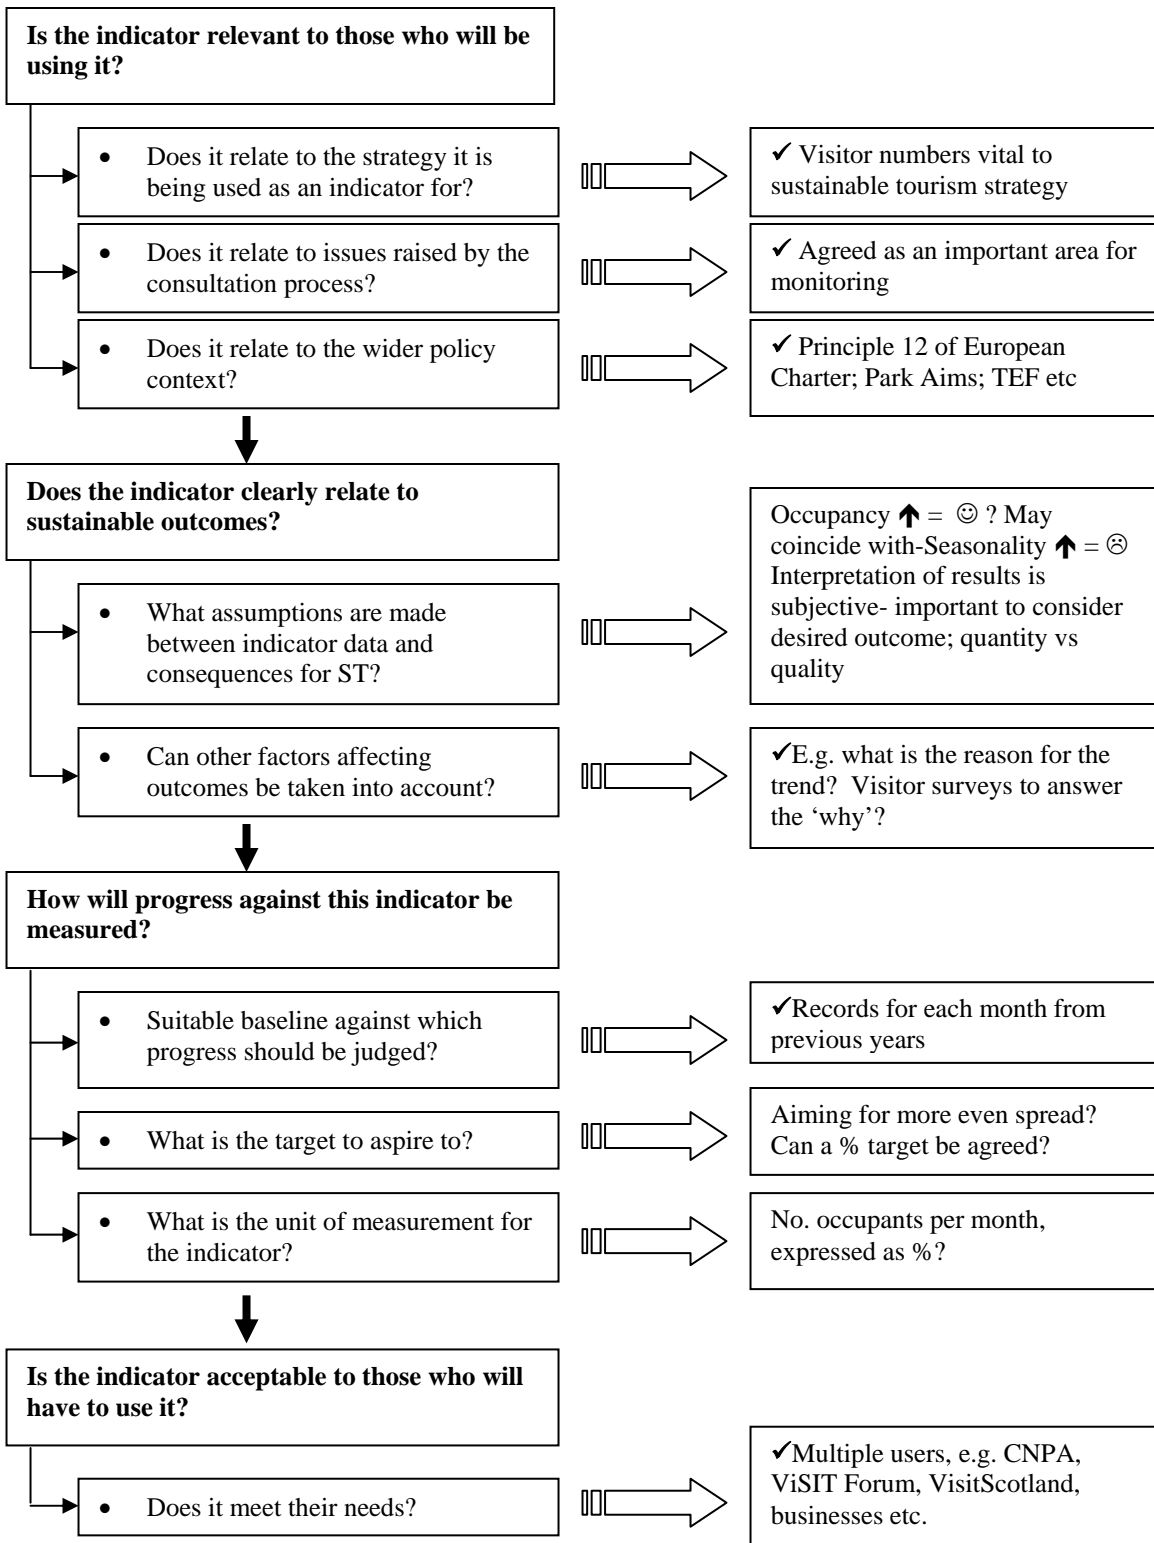 Is the indicator relevant to those who will be
using it?
• Does it relate to the strategy it is
being used as an indicator for?
✓ Visitor numbers vital to
sustainable tourism strategy
• Does it relate to issues raised by the
consultation process?
✓ Agreed as an important area for
monitoring
• Does it relate to the wider policy
context?
✓ Principle 12 of European
Charter; Park Aims; TEF etc
Does the indicator clearly relate to
sustainable outcomes?
• What assumptions are made
between indicator data and
consequences for ST?
Occupancy ↑ = ☺ ? May
coincide with-Seasonality ↑ = ☹
Interpretation of results is
subjective- important to consider
desired outcome; quantity vs
quality
• Can other factors affecting
outcomes be taken into account?
✓E.g. what is the reason for the
trend? Visitor surveys to answer
the ‘why’?
How will progress against this indicator be
measured?
• Suitable baseline against which
progress should be judged?
✓Records for each month from
previous years
• What is the target to aspire to?
Aiming for more even spread?
Can a % target be agreed?
• What is the unit of measurement for
the indicator?
No. occupants per month,
expressed as %?
Is the indicator acceptable to those who will
have to use it?
• Does it meet their needs?
✓Multiple users, e.g. CNPA,
ViSIT Forum, VisitScotland,
businesses etc.